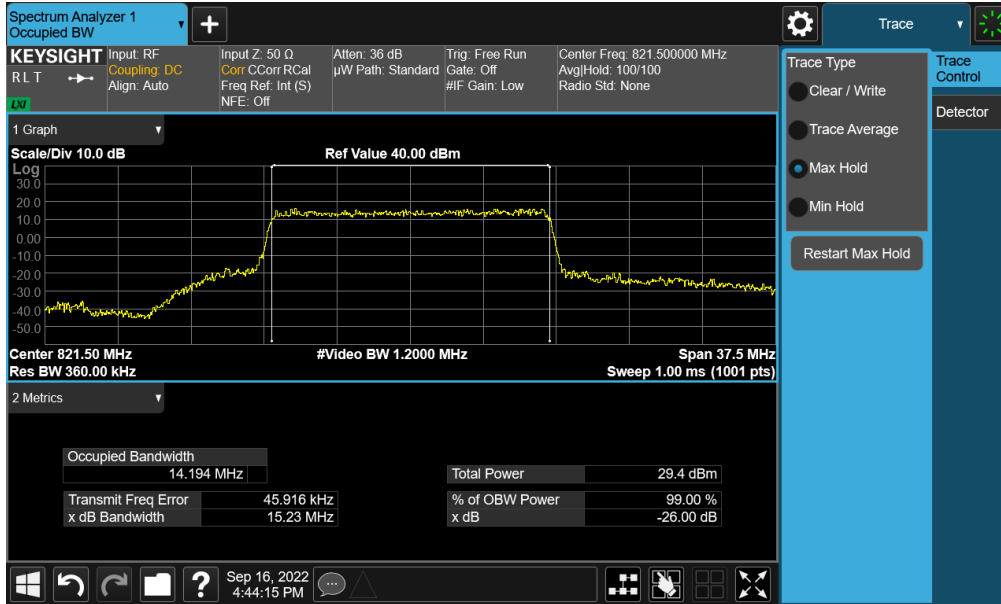 Spectrum Analyzer 1
Occupied BW
+
Trace
KEYSIGHT
R L T
LXI
Input: RF
Coupling: DC
Align: Auto
Input Z: 50 Ω
Corr CCorr RCal
Freq Ref: Int (S)
NFE: Off
Atten: 36 dB
µW Path: Standard
Trig: Free Run
Gate: Off
#IF Gain: Low
Center Freq: 821.500000 MHz
Avg|Hold: 100/100
Radio Std: None
Trace Type
Clear / Write
Trace Average
Max Hold
Min Hold
Restart Max Hold
Trace
Control
Detector
1 Graph
Scale/Div 10.0 dB
Ref Value 40.00 dBm
Log
30.0
20.0
10.0
0.00
-10.0
-20.0
-30.0
-40.0
-50.0
Center 821.50 MHz
#Video BW 1.2000 MHz
Span 37.5 MHz
Res BW 360.00 kHz
Sweep 1.00 ms (1001 pts)
2 Metrics
Occupied Bandwidth
14.194 MHz
Total Power 29.4 dBm
Transmit Freq Error 45.916 kHz
% of OBW Power 99.00 %
x dB Bandwidth 15.23 MHz
x dB -26.00 dB
?
Sep 16, 2022
4:44:15 PM